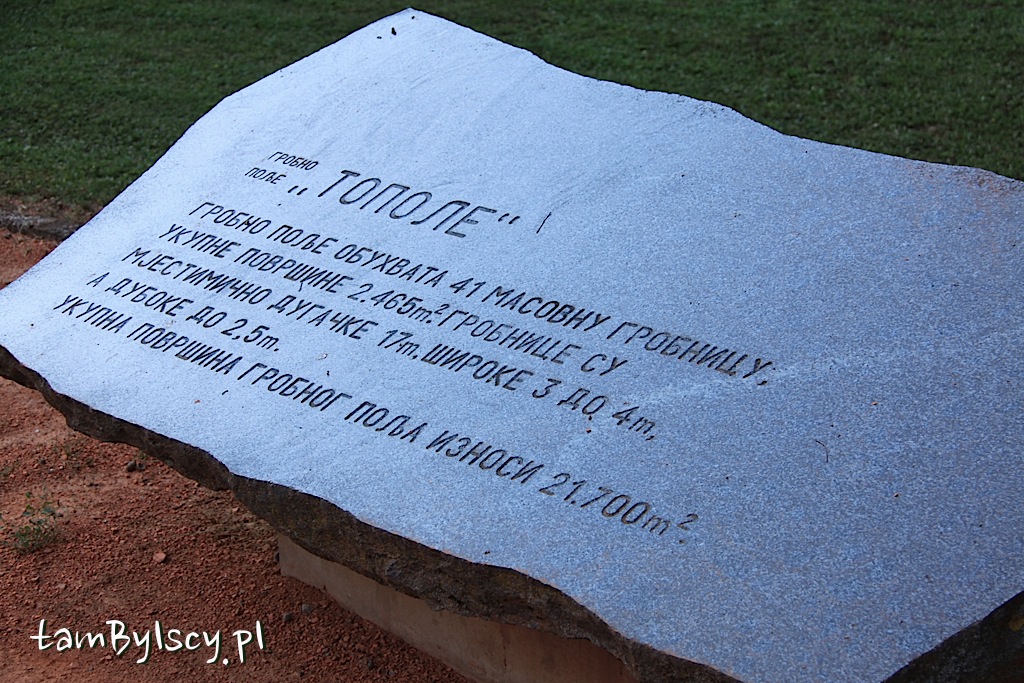 ГРОБНО
ПОЉЕ „ ТОПОЛЕ“
ГРОБНО ПОЉЕ ОБУХВАТА 41 МАСОВНУ ГРОБНИЦУ,
УКУПНЕ ПОВРШИНЕ 2.465m². ГРОБНИЦЕ СУ
МЈЕСТИМИЧНО ДУГАЧКЕ 17m. ШИРОКЕ 3 ДО 4m,
А ДУБОКЕ ДО 2,5m.
УКУПНА ПОВРШИНА ГРОБНОГ ПОЉА ИЗНОСИ 21.700m².
tamBylscy.pl